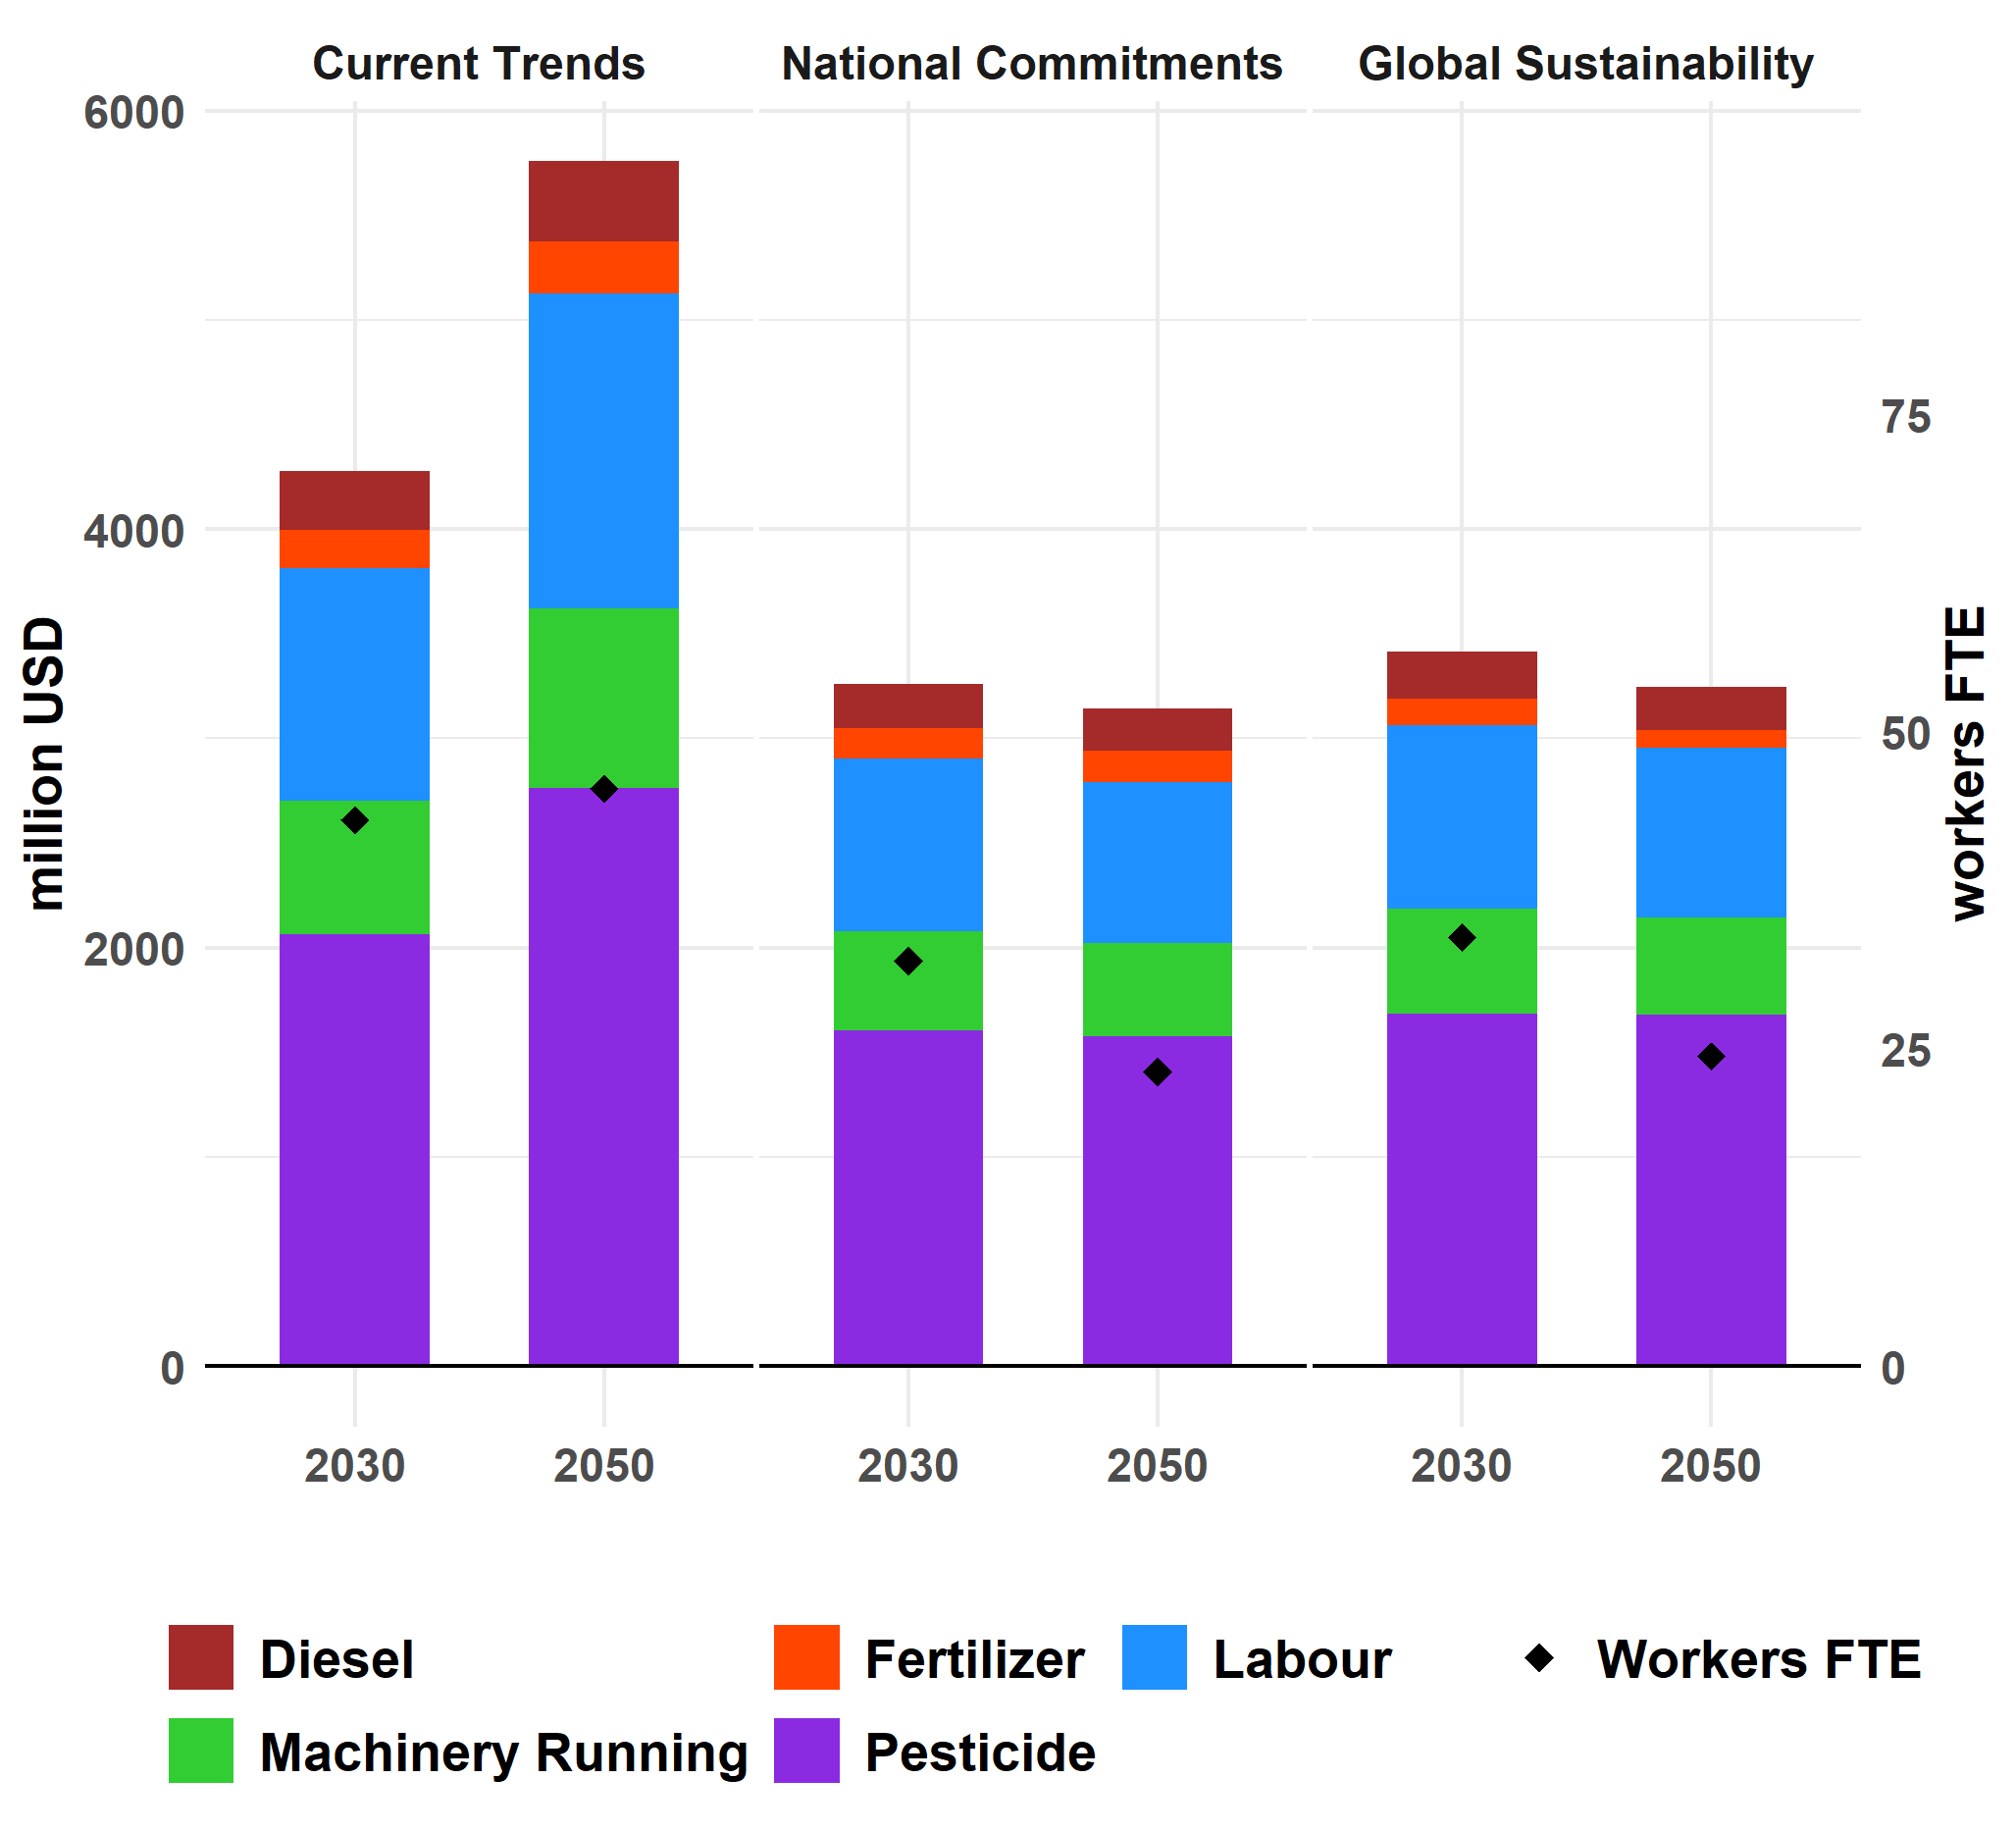 Current Trends National Commitments Global Sustainability
6000
4000
2000
0
million USD
75
50
25
0
workers FTE
2030 2050 2030 2050 2030 2050
Diesel Fertilizer Labour Workers FTE
Machinery Running Pesticide